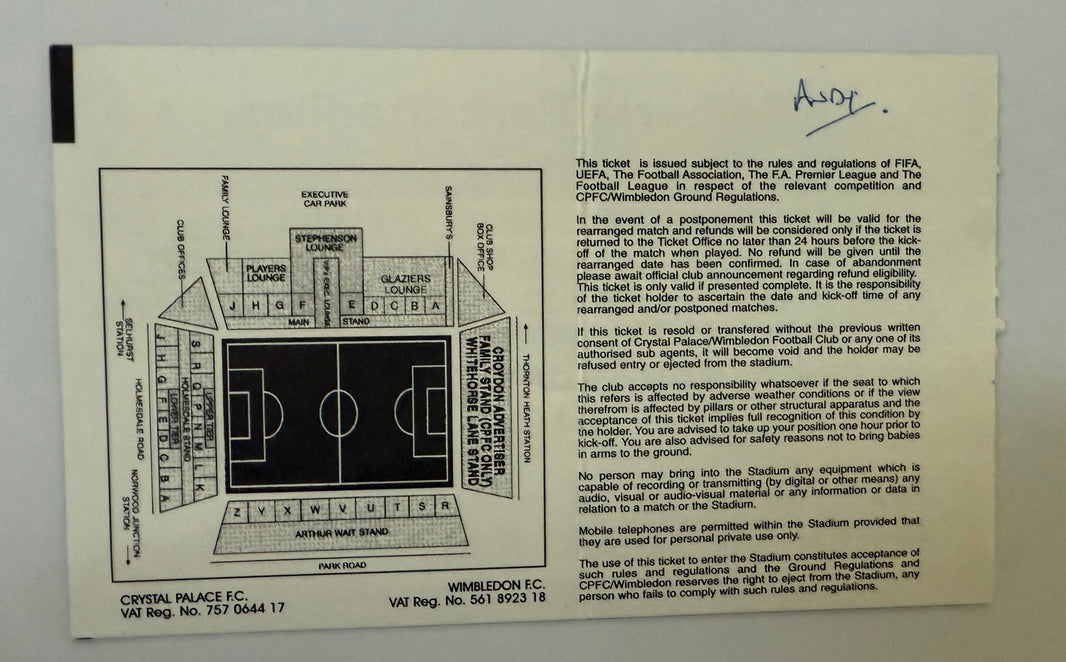 Andy.
This ticket is issued subject to the rules and regulations of FIFA,
UEFA, The Football Association, The F.A. Premier League and The
Football League in respect of the relevant competition and
CPFC/Wimbledon Ground Regulations.
In the event of a postponement this ticket will be valid for the
rearranged match and refunds will be considered only if the ticket is
returned to the Ticket Office no later than 24 hours before the kick-
off of the match when played. No refund will be given until the
rearranged date has been confirmed. In case of abandonment
please await official club announcement regarding refund eligibility.
This ticket is only valid if presented complete. It is the responsibility
of the ticket holder to ascertain the date and kick-off time of any
rearranged and/or postponed matches.
If this ticket is resold or transfered without the previous written
consent of Crystal Palace/Wimbledon Football Club or any one of its
authorised sub agents, it will become void and the holder may be
refused entry or ejected from the stadium.
The club accepts no responsibility whatsoever if the seat to which
this refers is affected by adverse weather conditions or if the view
therefrom is affected by pillars or other structural apparatus and the
acceptance of this ticket implies full recognition of this condition by
the holder. You are advised to take up your position one hour prior to
kick-off. You are also advised for safety reasons not to bring babies
in arms to the ground.
No person may bring into the Stadium any equipment which is
capable of recording or transmitting (by digital or other means) any
audio, visual or audio-visual material or any information or data in
relation to a match or the Stadium.
Mobile telephones are permitted within the Stadium provided that
they are used for personal private use only.
The use of this ticket to enter the Stadium constitutes acceptance of
such rules and regulations and the Ground Regulations and
CPFC/Wimbledon reserves the right to eject from the Stadium, any
person who fails to comply with such rules and regulations.
EXECUTIVE
CAR PARK
FAMILY LOUNGE
SAINSBURY'S
CLUB OFFICES
CLUB SHOP
BOX OFFICE
STEPHENSON
LOUNGE
PLAYERS
LOUNGE
GLAZIERS
LOUNGE
J H G F E D C B A
MAIN STAND
SELHURST
STATION
HOLMESDALE ROAD
NORWOOD JUNCTION
STATION
J H G F E D C B A
LOWER TIER
HOLMESDALE STAND
UPPER TIER
S R Q P N M L K
CROYDON ADVERTISER
FAMILY STAND (CPFC ONLY)
WHITEHORSE LANE STAND
THORNTON HEATH STATION
Z Y X W V U T S R
ARTHUR WAIT STAND
PARK ROAD
CRYSTAL PALACE F.C.
VAT Reg. No. 757 0644 17
WIMBLEDON F.C.
VAT Reg. No. 561 8923 18